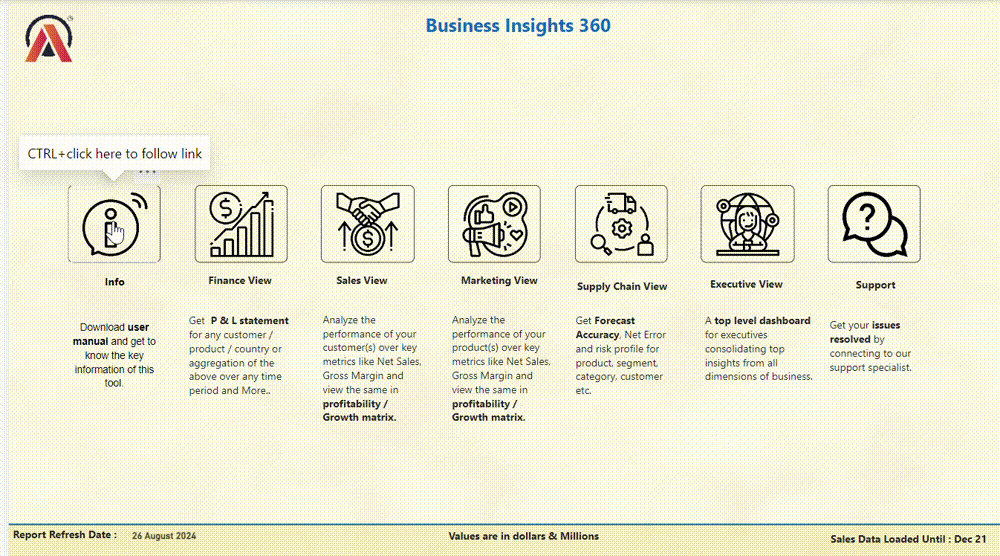 Business Insights 360
CTRL+click here to follow link
Info
Finance View
Sales View
Marketing View
Supply Chain View
Executive View
Support
Download user
manual and get to
know the key
information of this
tool.
Get P & L statement
for any customer /
product / country or
aggregation of the
above over any time
period and More..
Analyze the
performance of your
customer(s) over key
metrics like Net Sales,
Gross Margin and
view the same in
profitability /
Growth matrix.
Analyze the
performance of your
product(s) over key
metrics like Net Sales,
Gross Margin and
view the same in
profitability /
Growth matrix.
Get Forecast
Accuracy, Net Error
and risk profile for
product, segment,
category, customer
etc.
A top level dashboard
for executives
consolidating top
insights from all
dimensions of business.
Get your issues
resolved by
connecting to our
support specialist.
Report Refresh Date : 26 August 2024
Values are in dollars & Millions
Sales Data Loaded Until : Dec 21